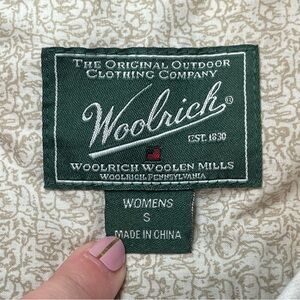 THE ORIGINAL OUTDOOR
CLOTHING COMPANY
Woolrich®
EST. 1830
WOOLRICH WOOLEN MILLS
WOOLRICH, PENNSYLVANIA
WOMENS
S
MADE IN CHINA